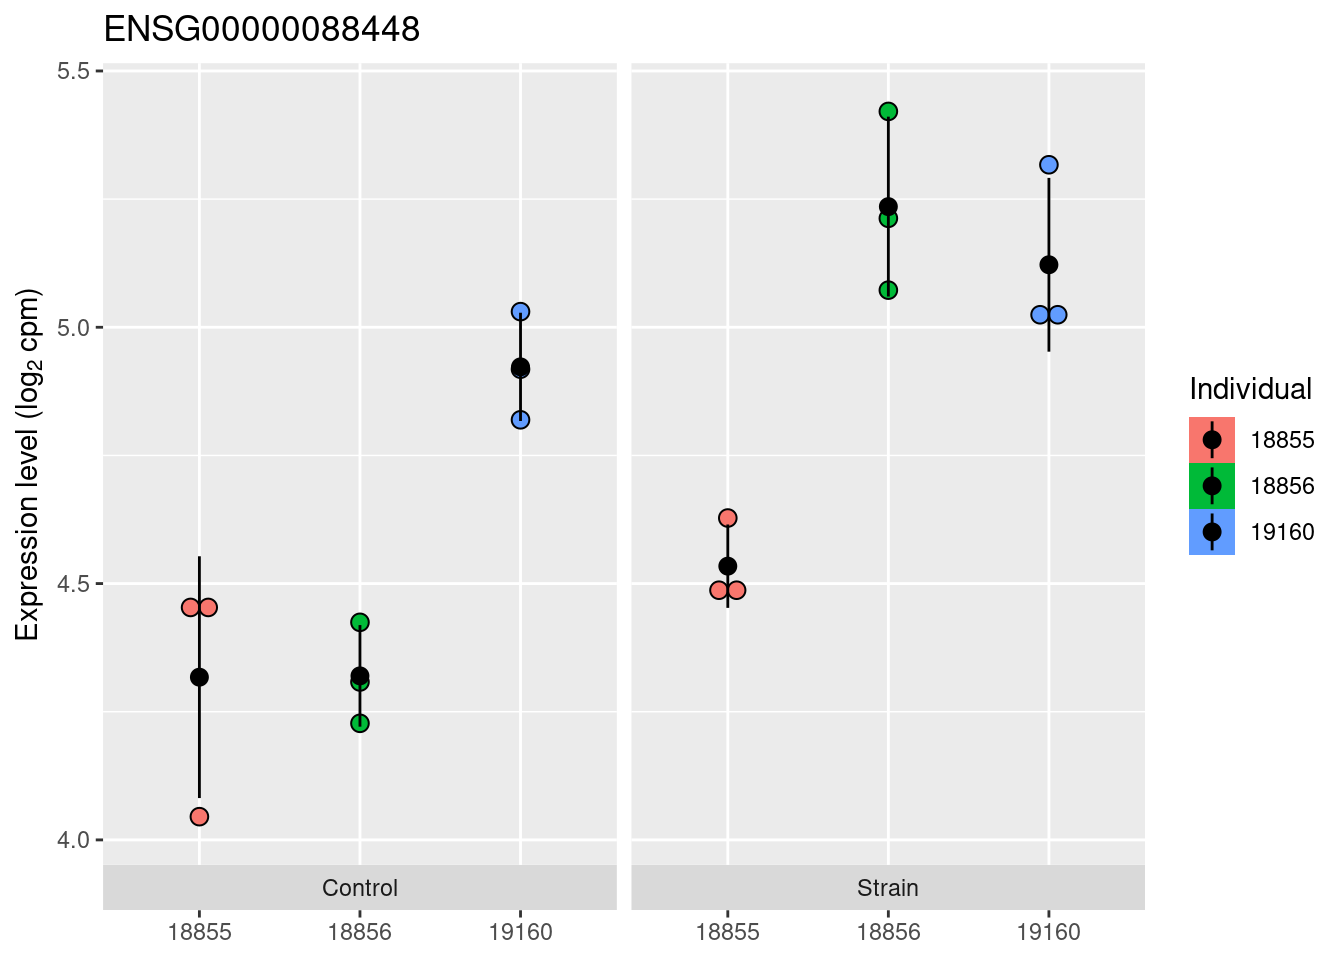 ENSG00000088448
Expression level (log₂ cpm)
5.5
5.0
4.5
4.0
Control
Strain
18855
18856
19160
18855
18856
19160
Individual
18855
18856
19160